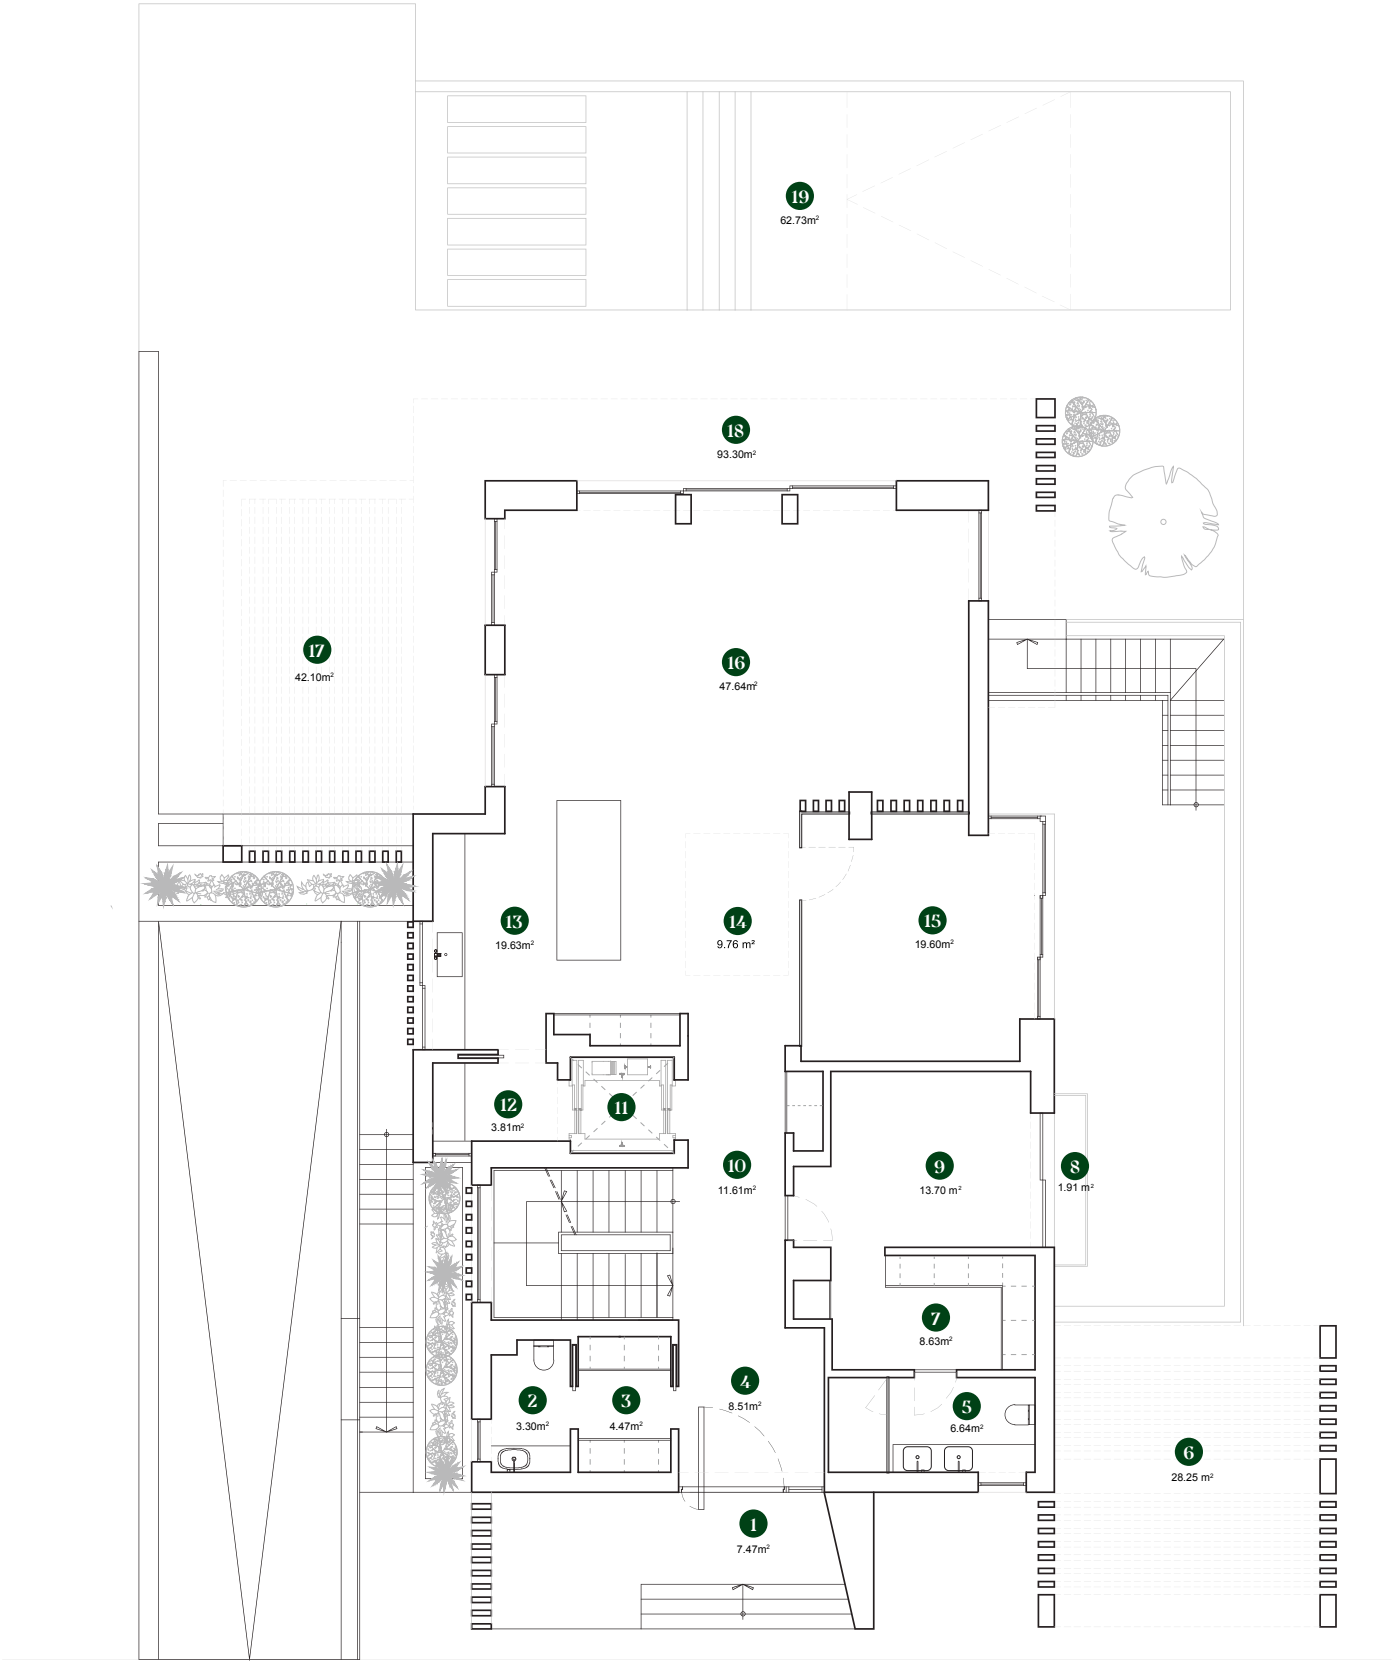 19
62.73m²
18
93.30m²
17
42.10m²
16
47.64m²
13
19.63m²
14
9.76 m²
15
19.60m²
12
3.81m²
11
10
11.61m²
9
13.70 m²
8
1.91 m²
7
8.63m²
2
3.30m²
3
4.47m²
4
8.51m²
5
6.64m²
6
28.25 m²
1
7.47m²